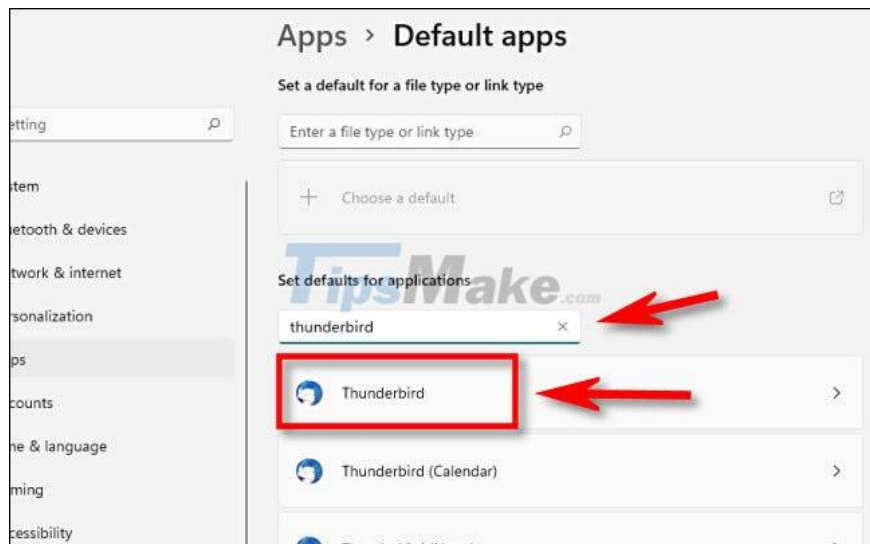 Apps > Default apps
Set a default for a file type or link type
etting
Enter a file type or link type
stem
Choose a default
etooth & devices
twork & internet
TipsMake.com
Set defaults for applications
rsonalization
thunderbird
ps
Thunderbird
counts
ne & language
Thunderbird (Calendar)
ming
cessibility